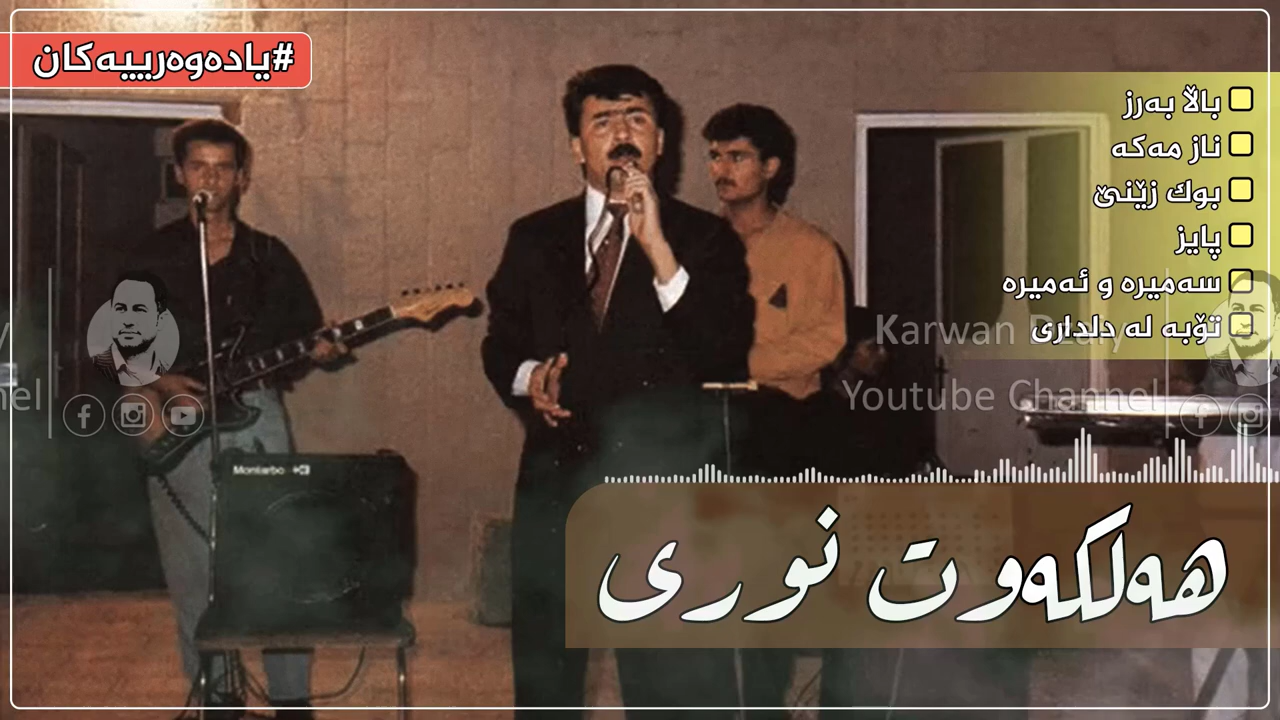 #یادەوەرییەکان
باڵا بەرز
ناز مەکە
بوك زێنێ
پایز
سەمیرە و ئەمیرە
تۆبە لە دلداری
Karwan Dzaiy
Youtube Channel
Montarbo
هەلکەوت نوری